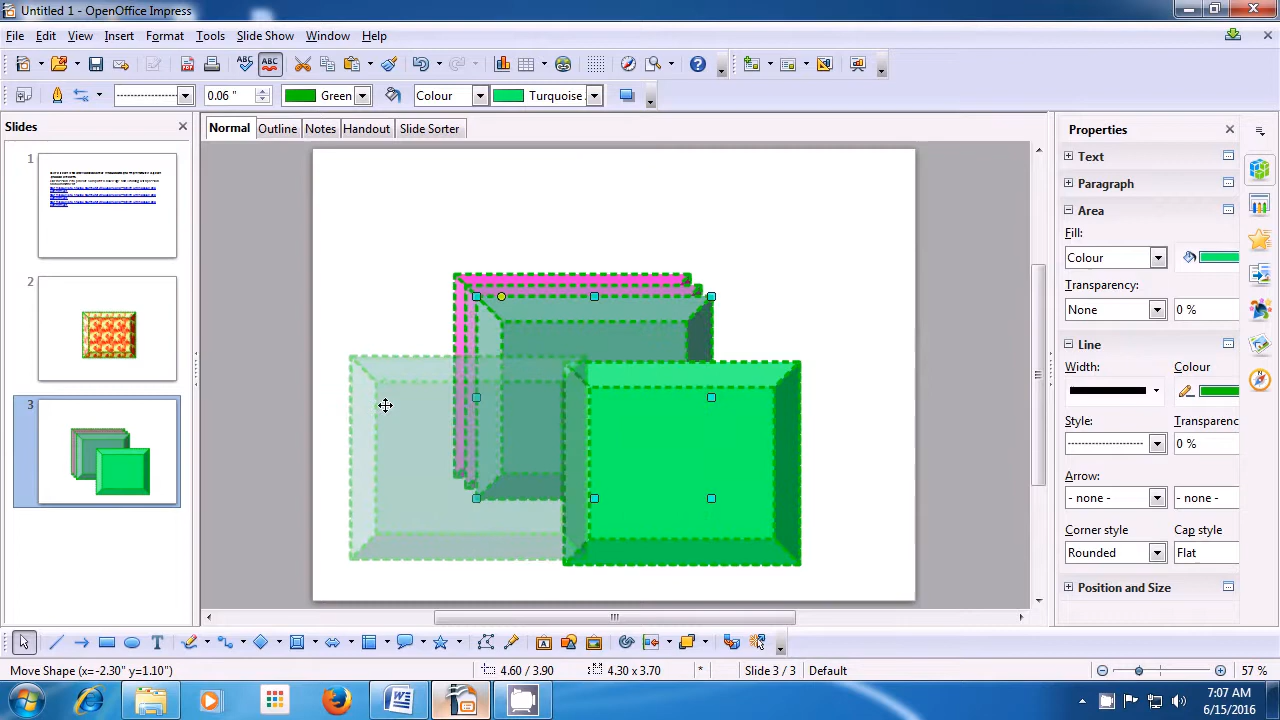 Untitled 1 - OpenOffice Impress
File Edit View Insert Format Tools Slide Show Window Help
ABC ABC
0.06 " Green Colour Turquoise
Slides
Normal Outline Notes Handout Slide Sorter
Properties
1
2
3
Text
Paragraph
Area
Fill:
Colour
Transparency:
None 0 %
Line
Width: Colour
Style: Transparenc
0 %
Arrow:
- none - - none -
Corner style Cap style
Rounded Flat
Position and Size
Move Shape (x=-2.30" y=1.10") 4.60 / 3.90 4.30 x 3.70 * Slide 3 / 3 Default 57 %
7:07 AM
6/15/2016